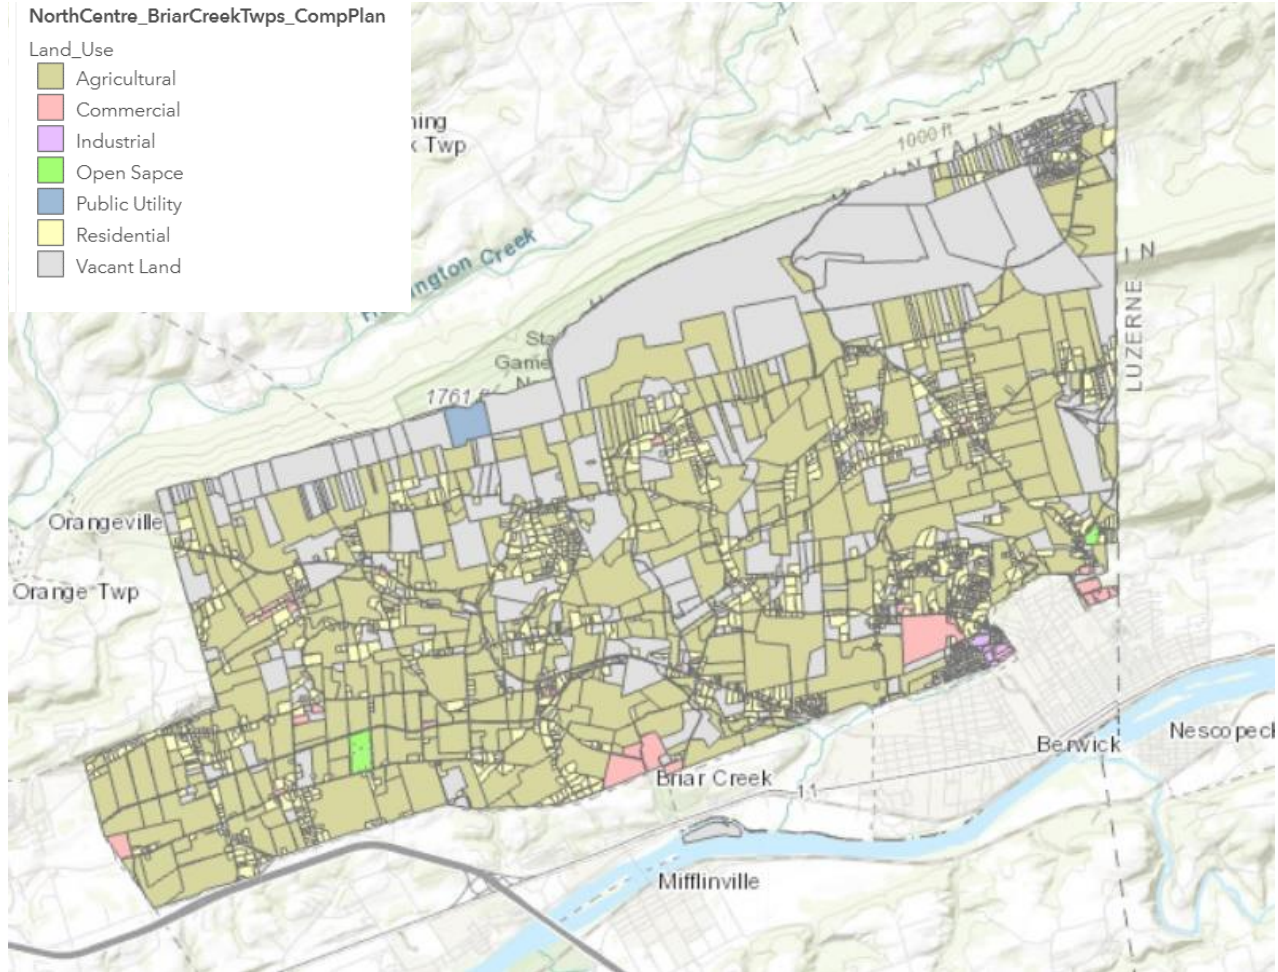 NorthCentre_BriarCreekTwps_CompPlan
Land_Use
Agricultural
Commercial
Industrial
Open Sapce
Public Utility
Residential
Vacant Land
Twp
1000 ft
LUZERNE
Creek
1761
Orangeville
Orange Twp
Berwick
Nescopeck
Briar Creek
11
Mifflinville